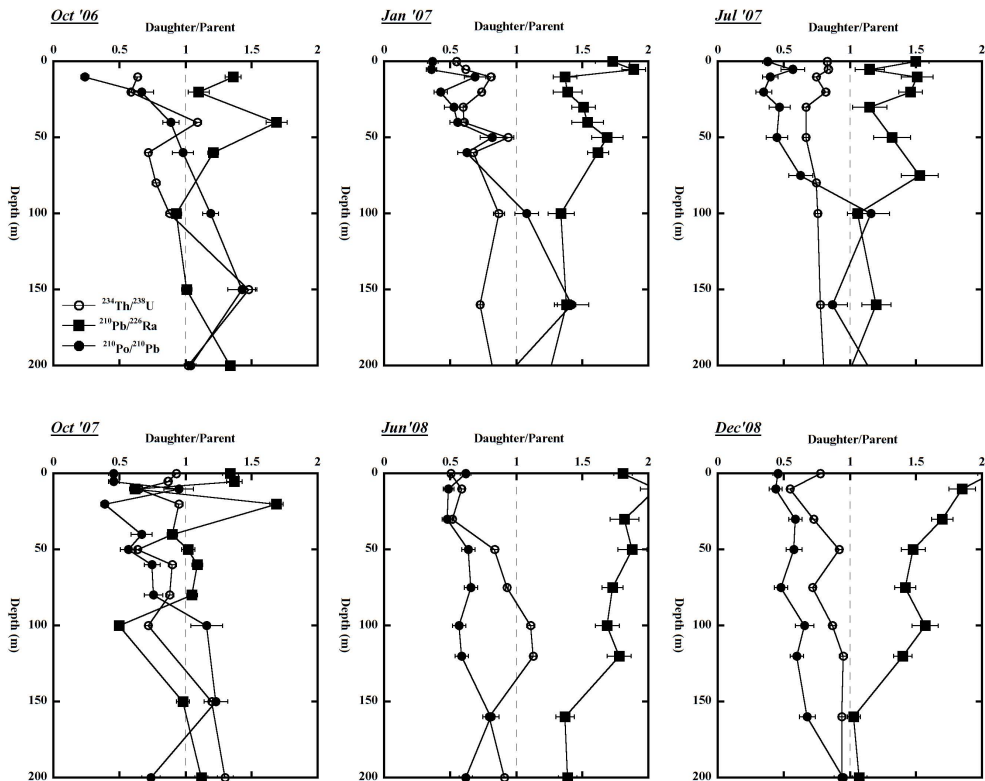 Oct '06
Daughter/Parent
0 0.5 1 1.5 2
0
50
100
150
200
Depth (m)
²³⁴Th/²³⁸U
²¹⁰Pb/²²⁶Ra
²¹⁰Po/²¹⁰Pb
Jan '07
Daughter/Parent
0 0.5 1 1.5 2
0
50
100
150
200
Depth (m)
Jul '07
Daughter/Parent
0 0.5 1 1.5 2
0
50
100
150
200
Depth (m)
Oct '07
Daughter/Parent
0 0.5 1 1.5 2
0
50
100
150
200
Depth (m)
Jun'08
Daughter/Parent
0 0.5 1 1.5 2
0
50
100
150
200
Depth (m)
Dec'08
Daughter/Parent
0 0.5 1 1.5 2
0
50
100
150
200
Depth (m)